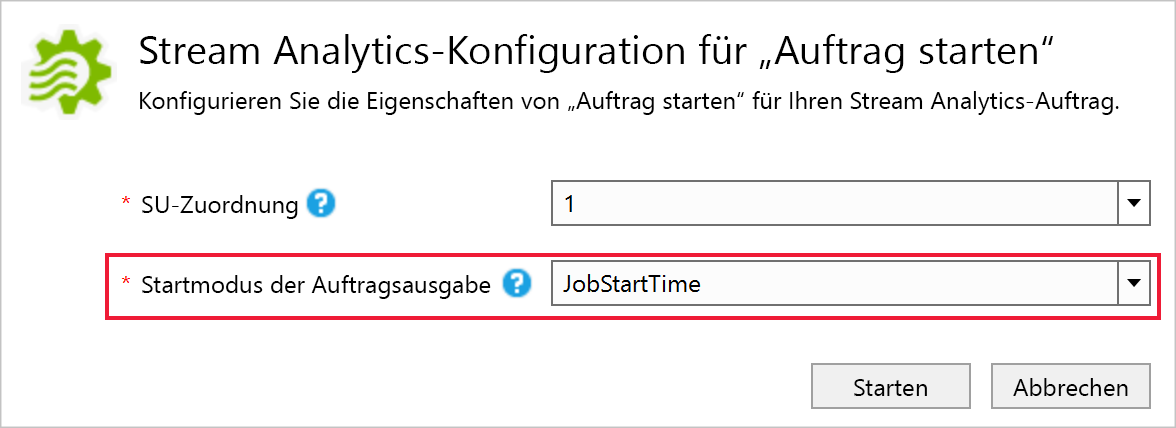 Stream Analytics-Konfiguration für „Auftrag starten“
Konfigurieren Sie die Eigenschaften von „Auftrag starten“ für Ihren Stream Analytics-Auftrag.
* SU-Zuordnung ? 1
* Startmodus der Auftragsausgabe ? JobStartTime
Starten Abbrechen